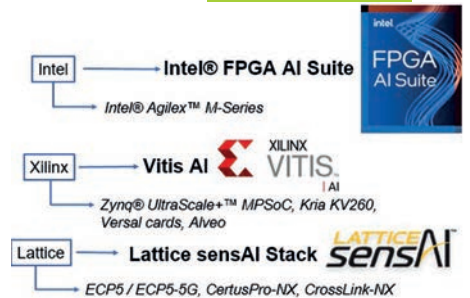 intel
FPGA
AI Suite
Intel
Intel® FPGA AI Suite
Intel® Agilex™ M-Series
Xilinx
Vitis AI
XILINX
VITIS™
AI
Zynq® UltraScale+™ MPSoC, Kria KV260,
Versal cards, Alveo
Lattice
Lattice sensAI Stack
LATTICE
sensAI
ECP5 / ECP5-5G, CertusPro-NX, CrossLink-NX